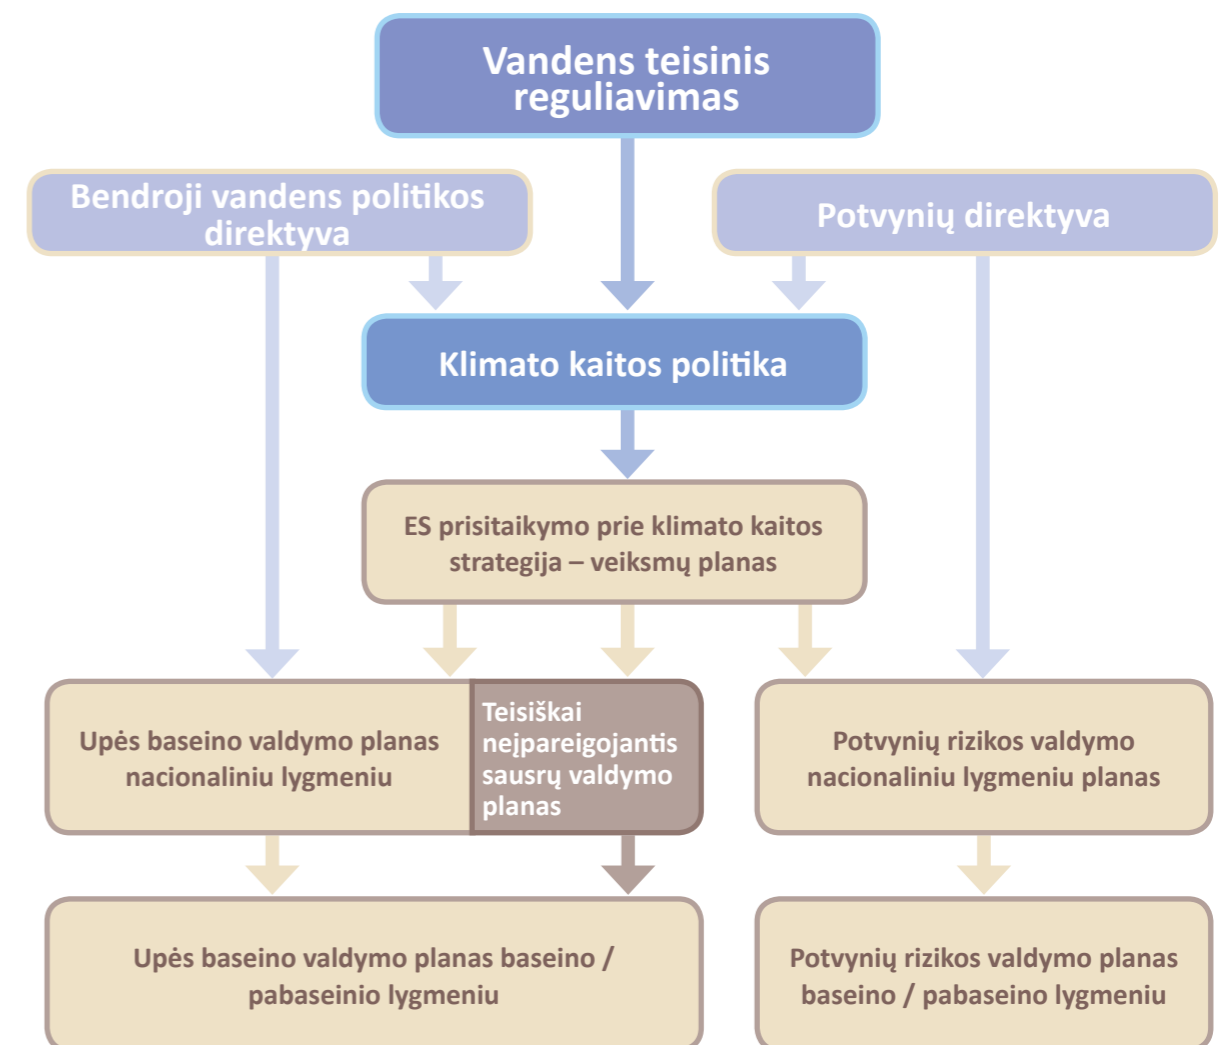 Vandens teisinis
reguliavimas
Bendroji vandens politikos
direktyva
Potvynių direktyva
Klimato kaitos politika
ES prisitaikymo prie klimato kaitos
strategija – veiksmų planas
Upės baseino valdymo planas
nacionaliniu lygmeniu
Teisiškai
neįpareigojantis
sausrų valdymo
planas
Potvynių rizikos valdymo
nacionaliniu lygmeniu planas
Upės baseino valdymo planas baseino /
pabaseinio lygmeniu
Potvynių rizikos valdymo planas
baseino / pabaseino lygmeniu